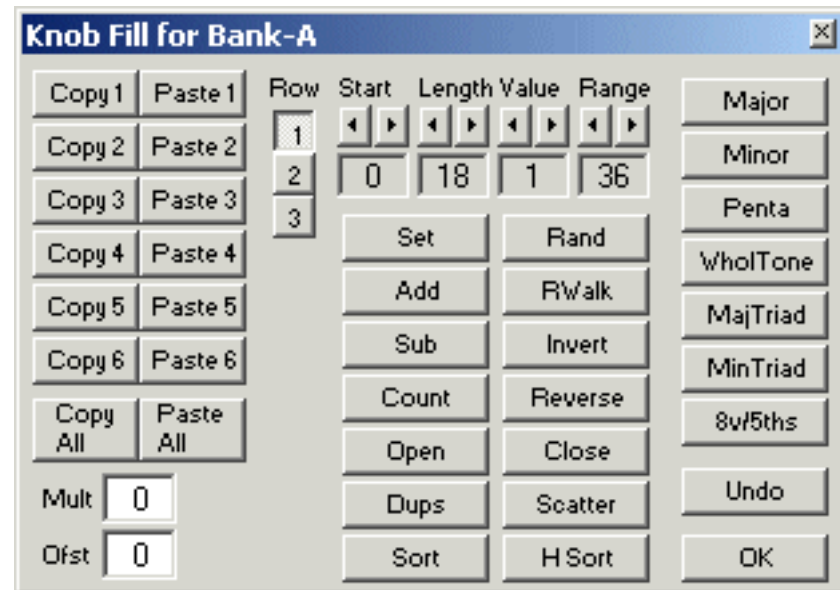 Knob Fill for Bank-A
Copy 1 Paste 1 Row Start Length Value Range Major
1
Copy 2 Paste 2 Minor
2 0 18 1 36
Copy 3 Paste 3 Penta
3
Set Rand
Copy 4 Paste 4 WholTone
Add RWalk
Copy 5 Paste 5 MajTriad
Sub Invert
Copy 6 Paste 6 MinTriad
Count Reverse
Copy All Paste All 8v/5ths
Open Close
Mult 0 Dups Scatter Undo
Ofst 0 Sort H Sort OK